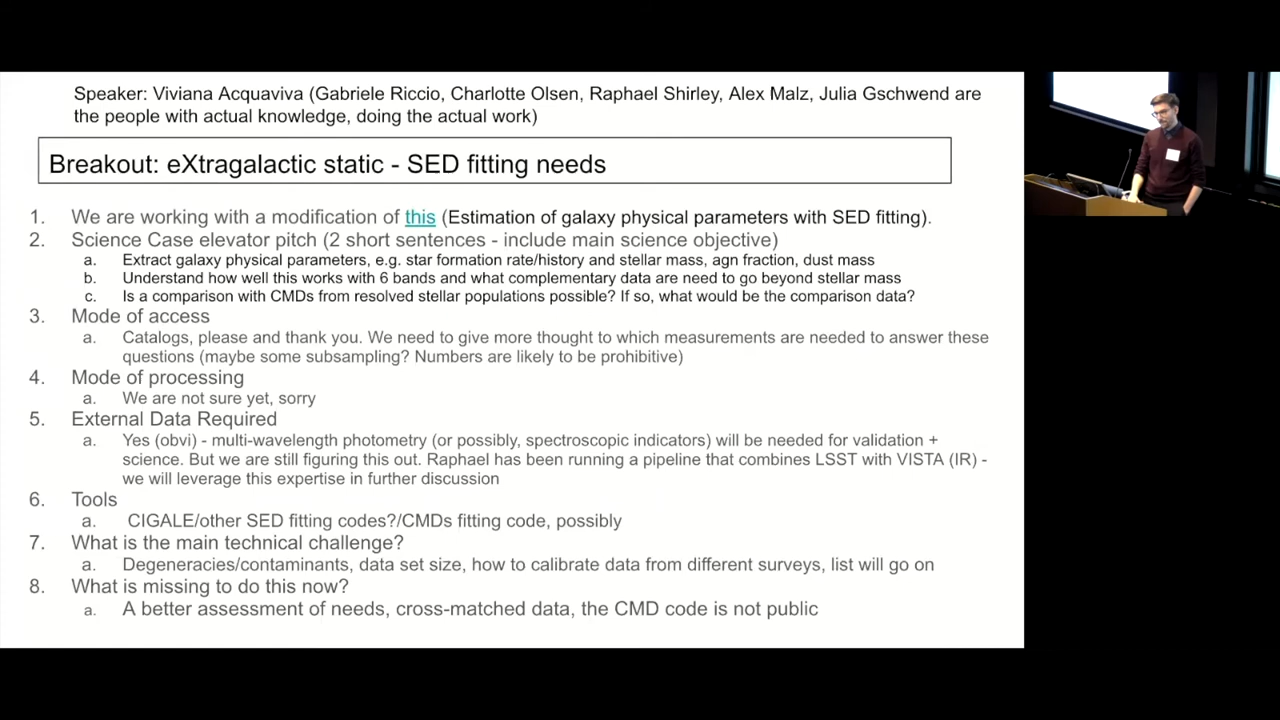 Speaker: Viviana Acquaviva (Gabriele Riccio, Charlotte Olsen, Raphael Shirley, Alex Malz, Julia Gschwend are
the people with actual knowledge, doing the actual work)
Breakout: eXtragalactic static - SED fitting needs
1. We are working with a modification of this (Estimation of galaxy physical parameters with SED fitting).
2. Science Case elevator pitch (2 short sentences - include main science objective)
a. Extract galaxy physical parameters, e.g. star formation rate/history and stellar mass, agn fraction, dust mass
b. Understand how well this works with 6 bands and what complementary data are need to go beyond stellar mass
c. Is a comparison with CMDs from resolved stellar populations possible? If so, what would be the comparison data?
3. Mode of access
a. Catalogs, please and thank you. We need to give more thought to which measurements are needed to answer these
questions (maybe some subsampling? Numbers are likely to be prohibitive)
4. Mode of processing
a. We are not sure yet, sorry
5. External Data Required
a. Yes (obvi) - multi-wavelength photometry (or possibly, spectroscopic indicators) will be needed for validation +
science. But we are still figuring this out. Raphael has been running a pipeline that combines LSST with VISTA (IR) -
we will leverage this expertise in further discussion
6. Tools
a. CIGALE/other SED fitting codes?/CMDs fitting code, possibly
7. What is the main technical challenge?
a. Degeneracies/contaminants, data set size, how to calibrate data from different surveys, list will go on
8. What is missing to do this now?
a. A better assessment of needs, cross-matched data, the CMD code is not public